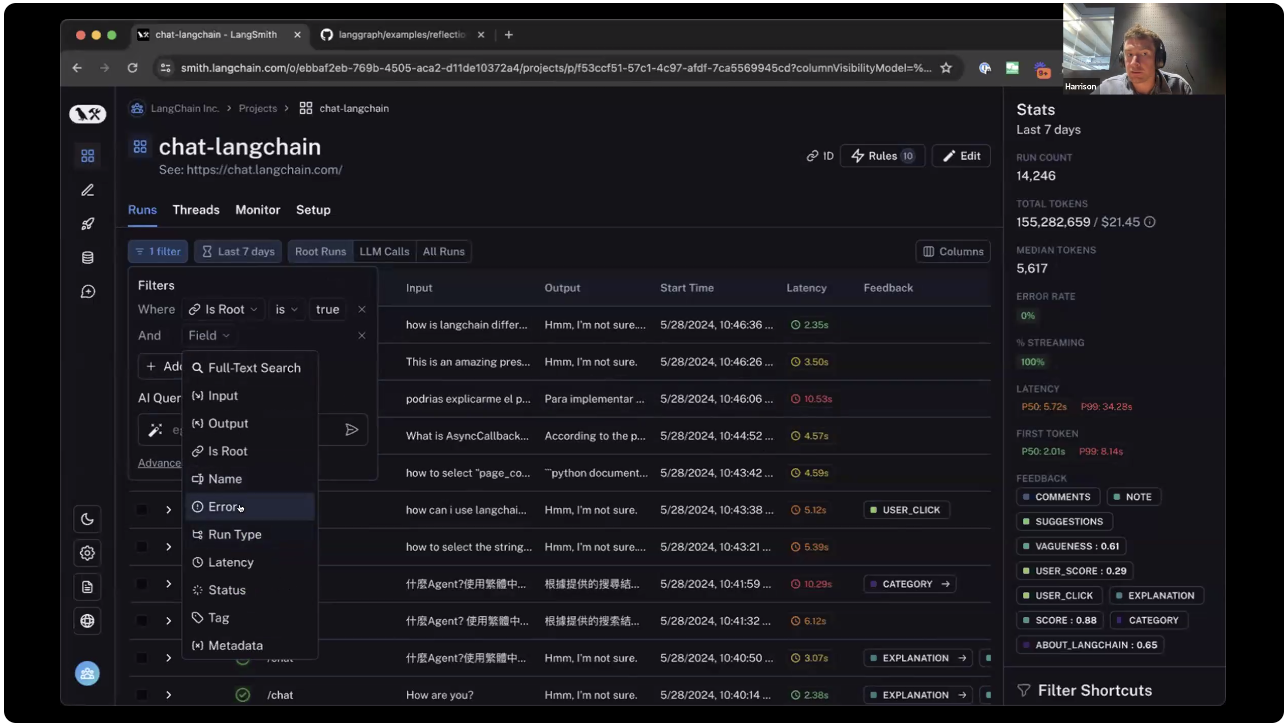 chat-langchain - LangSmith
langgraph/examples/reflectio
smith.langchain.com/o/ebbaf2eb-769b-4505-aca2-d11de10372a4/projects/p/f53ccf51-57c1-4c97-afdf-7ca5569945cd?columnVisibilityModel=%...
9+
Harrison
LangChain Inc. > Projects > chat-langchain
chat-langchain
See: https://chat.langchain.com/
ID
Rules 10
Edit
Runs Threads Monitor Setup
1 filter Last 7 days Root Runs LLM Calls All Runs Columns
Filters
Where Is Root is true
And Field
Full-Text Search
Input
Output
Is Root
Name
Error
Run Type
Latency
Status
Tag
Metadata
+ Add
AI Quer
eg
Advance
Input Output Start Time Latency Feedback
how is langchain differ... Hmm, I'm not sure.... 5/28/2024, 10:46:36 ... 2.35s
This is an amazing pres... Hmm, I'm not sure. 5/28/2024, 10:46:26 ... 3.50s
podrias explicarme el p... Para implementar ... 5/28/2024, 10:46:06 ... 10.53s
What is AsyncCallback... According to the p... 5/28/2024, 10:44:52 ... 4.57s
how to select "page_co... ```python document... 5/28/2024, 10:43:42 ... 4.59s
how can i use langchai... Hmm, I'm not sure. 5/28/2024, 10:43:38 ... 5.12s USER_CLICK
how to select the string... Hmm, I'm not sure. 5/28/2024, 10:43:21 ... 5.39s
什麼Agent?使用繁體中... 根據提供的搜尋結... 5/28/2024, 10:41:59 ... 10.29s CATEGORY →
什麼Agent? 使用繁體中... 根據提供的搜索結... 5/28/2024, 10:41:32 ... 6.12s
/chat 什麼Agent? 使用繁體中... Hmm, I'm not sure. 5/28/2024, 10:40:50 ... 3.07s EXPLANATION →
/chat How are you? Hmm, I'm not sure. 5/28/2024, 10:40:14 ... 2.38s EXPLANATION →
Stats
Last 7 days
RUN COUNT
14,246
TOTAL TOKENS
155,282,659 / $21.45
MEDIAN TOKENS
5,617
ERROR RATE
0%
% STREAMING
100%
LATENCY
P50: 5.72s P99: 34.28s
FIRST TOKEN
P50: 2.01s P99: 8.14s
FEEDBACK
COMMENTS NOTE
SUGGESTIONS
VAGUENESS : 0.61
USER_SCORE : 0.29
USER_CLICK EXPLANATION
SCORE : 0.88 CATEGORY
ABOUT_LANGCHAIN : 0.65
Filter Shortcuts